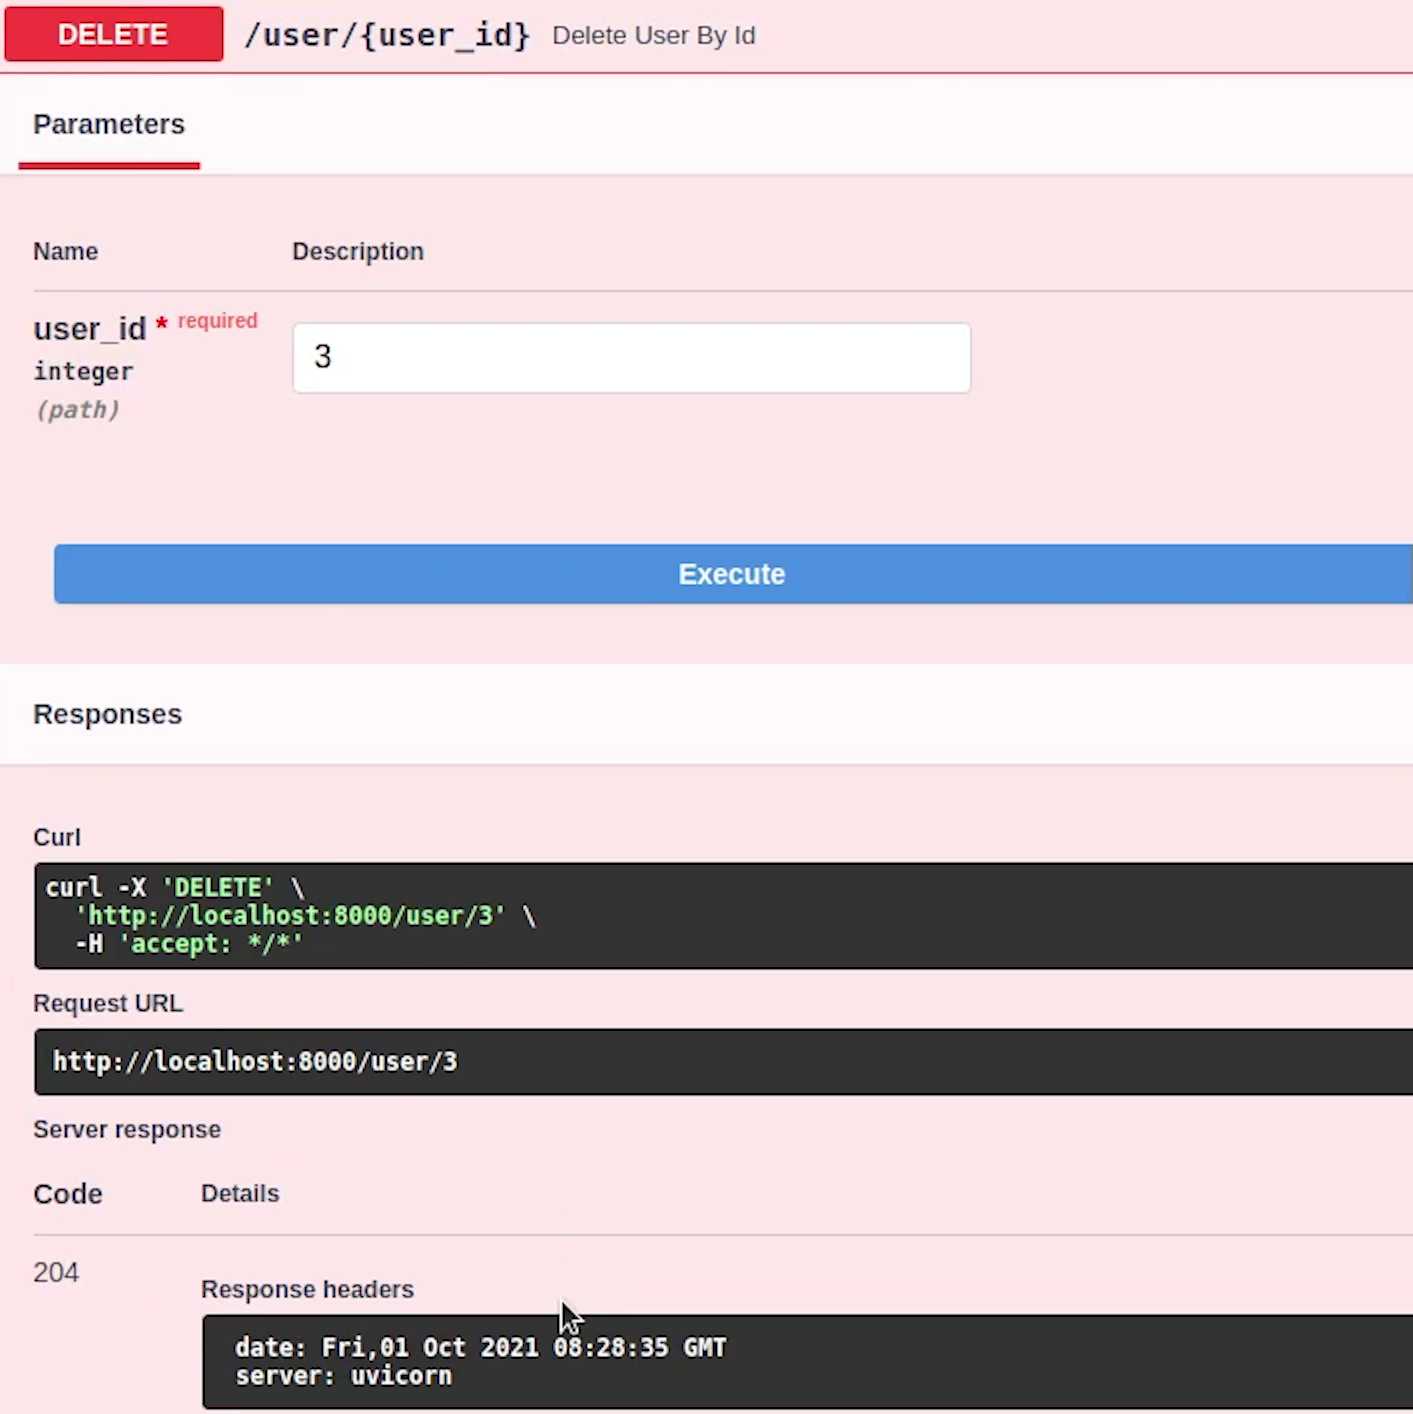 DELETE /user/{user_id} Delete User By Id
Parameters
Name Description
user_id * required
integer
(path)
3
Execute
Responses
Curl
curl -X 'DELETE' \
  'http://localhost:8000/user/3' \
  -H 'accept: */*'
Request URL
http://localhost:8000/user/3
Server response
Code Details
204
Response headers
date: Fri,01 Oct 2021 08:28:35 GMT
server: uvicorn